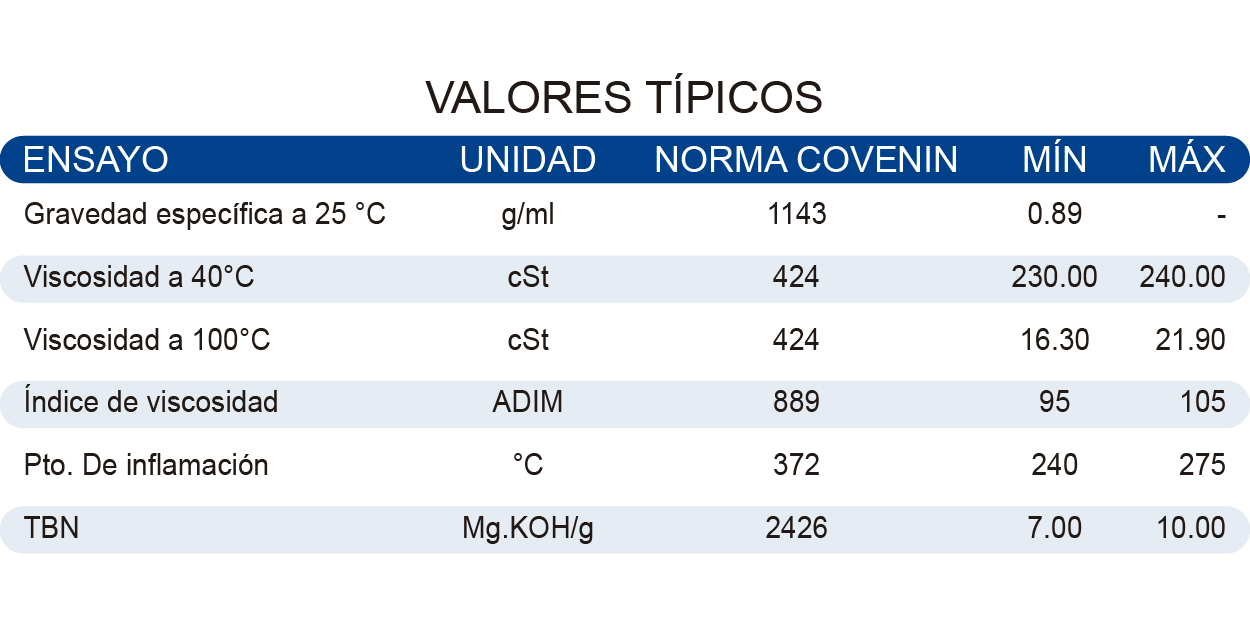 VALORES TÍPICOS
ENSAYO UNIDAD NORMA COVENIN MÍN MÁX
Gravedad específica a 25 °C g/ml 1143 0.89 -
Viscosidad a 40°C cSt 424 230.00 240.00
Viscosidad a 100°C cSt 424 16.30 21.90
Índice de viscosidad ADIM 889 95 105
Pto. De inflamación °C 372 240 275
TBN Mg.KOH/g 2426 7.00 10.00